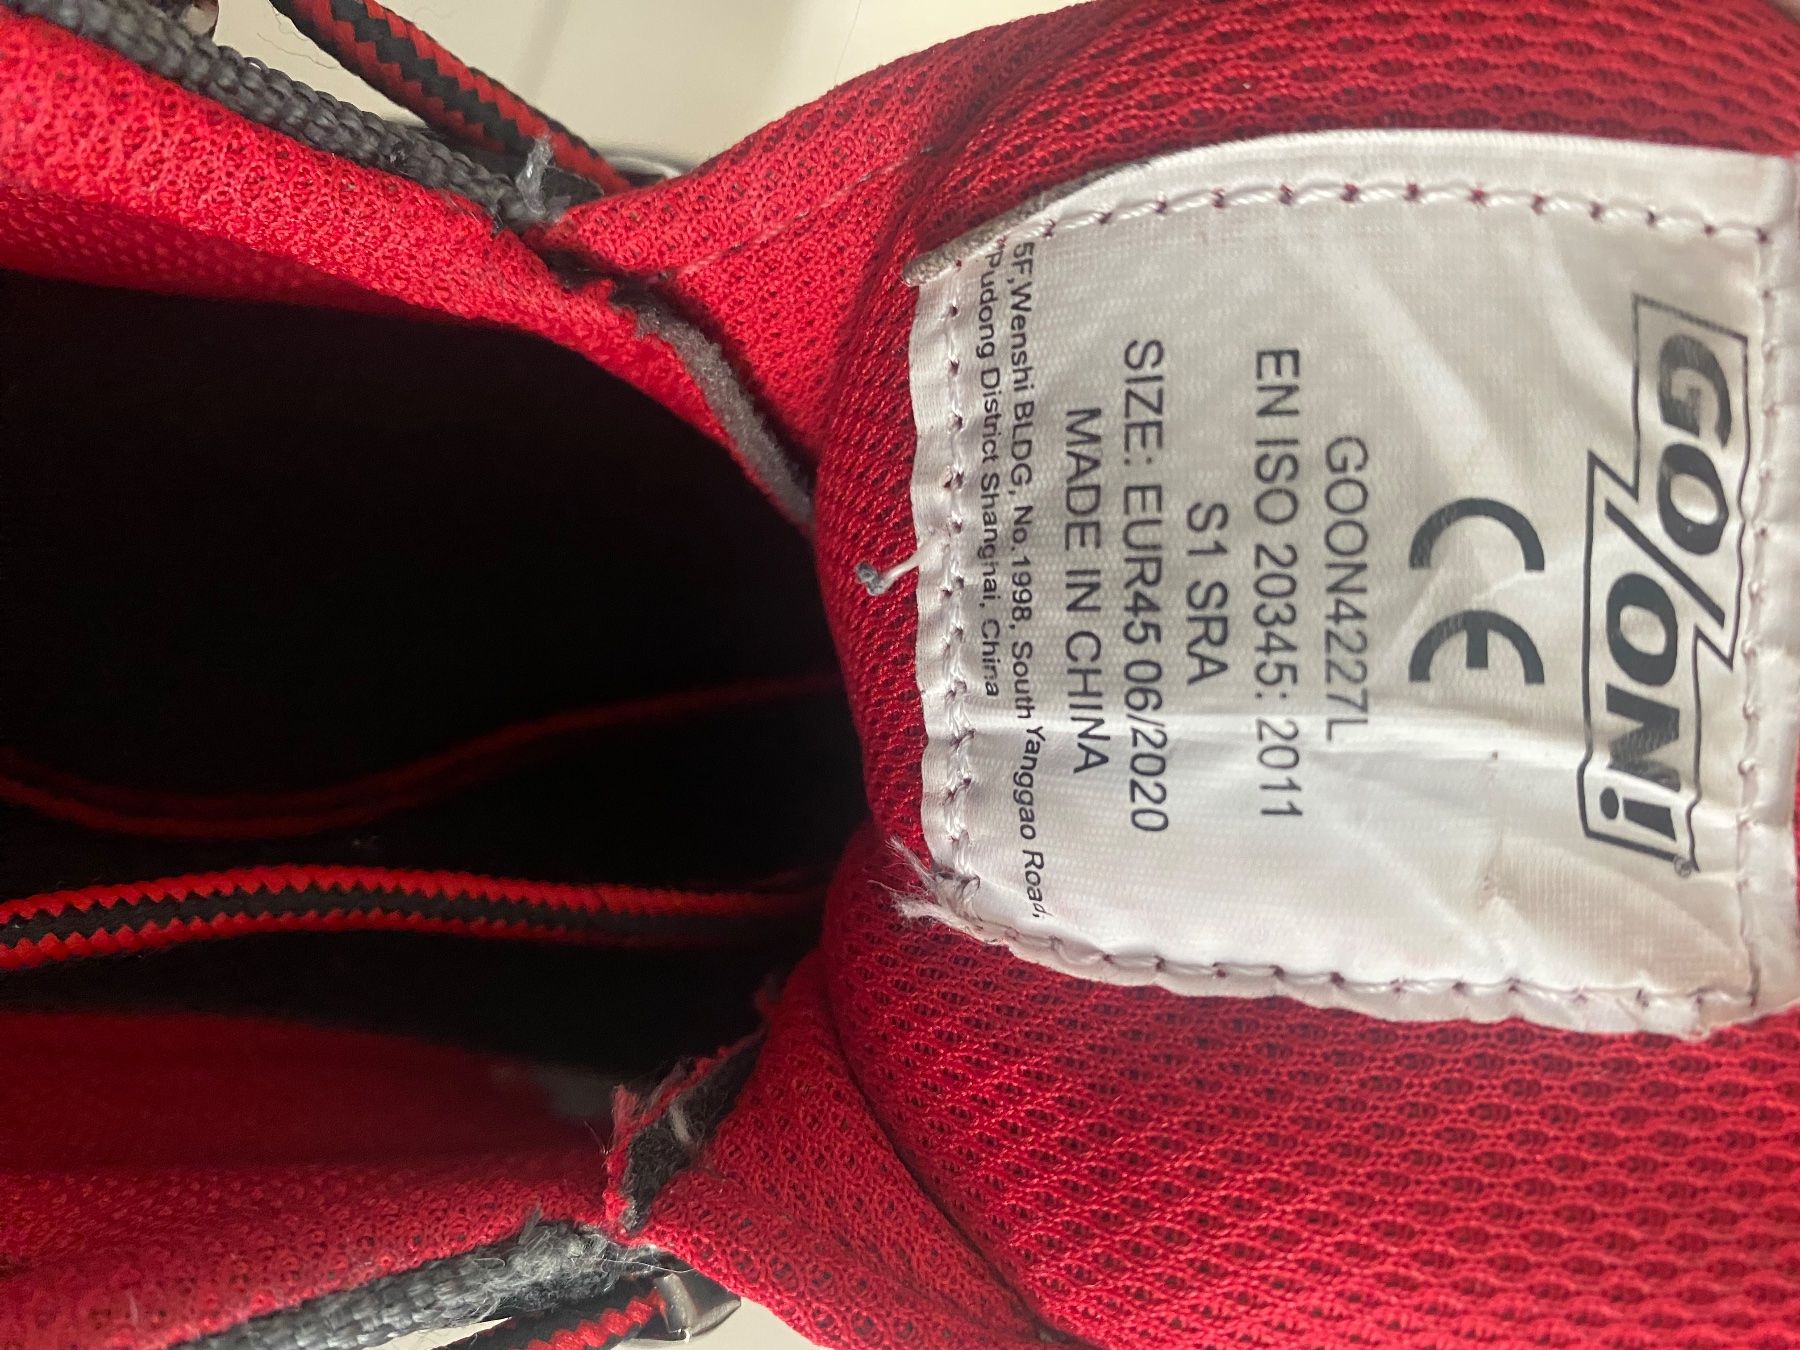 GO/ON!®
CE
GOON4227L
EN ISO 20345: 2011
S1 SRA
SIZE: EUR45 06/2020
MADE IN CHINA
5F,Wenshi BLDG, No.1998, South Yanggao Road,
Pudong District Shanghai, China